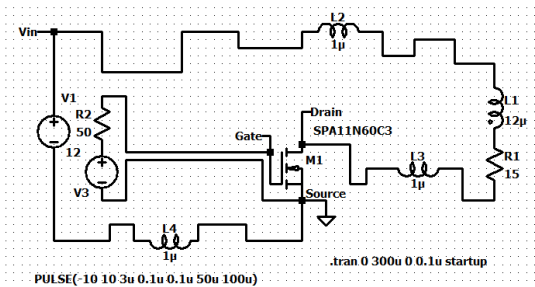 Vin
L2
1µ
V1
R2
50
12
V3
Gate
Drain
SPA11N60C3
M1
Source
L3
1µ
L1
12µ
R1
15
L4
1µ
.tran 0 300u 0 0.1u startup
PULSE(-10 10 3u 0.1u 0.1u 50u 100u)